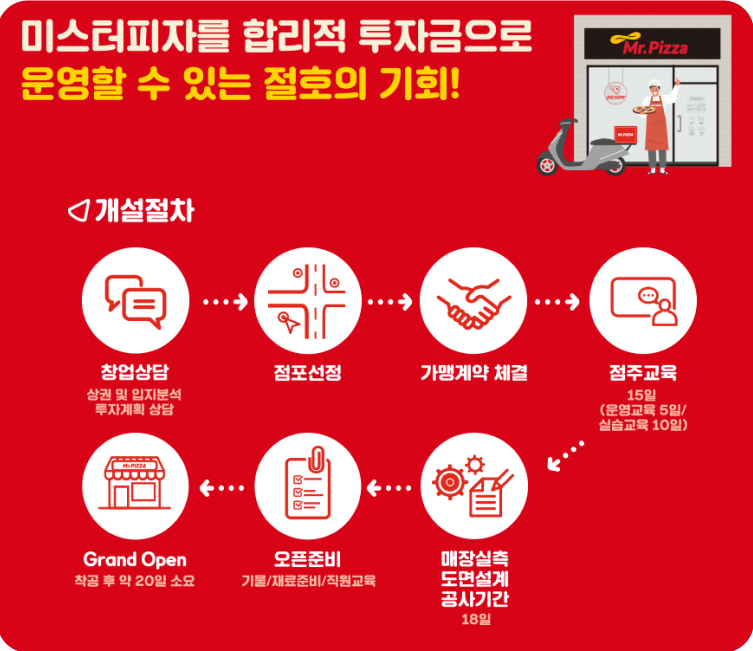 미스터피자를 합리적 투자금으로
운영할 수 있는 절호의 기회!
Mr.Pizza
Mr.PIZZA
개설절차
창업상담
상권 및 입지분석
투자계획 상담
점포선정
가맹계약 체결
점주교육
15일
(운영교육 5일/
실습교육 10일)
매장실측
도면설계
공사기간
18일
오픈준비
기물/재료준비/직원교육
Mr.PIZZA
Grand Open
착공 후 약 20일 소요